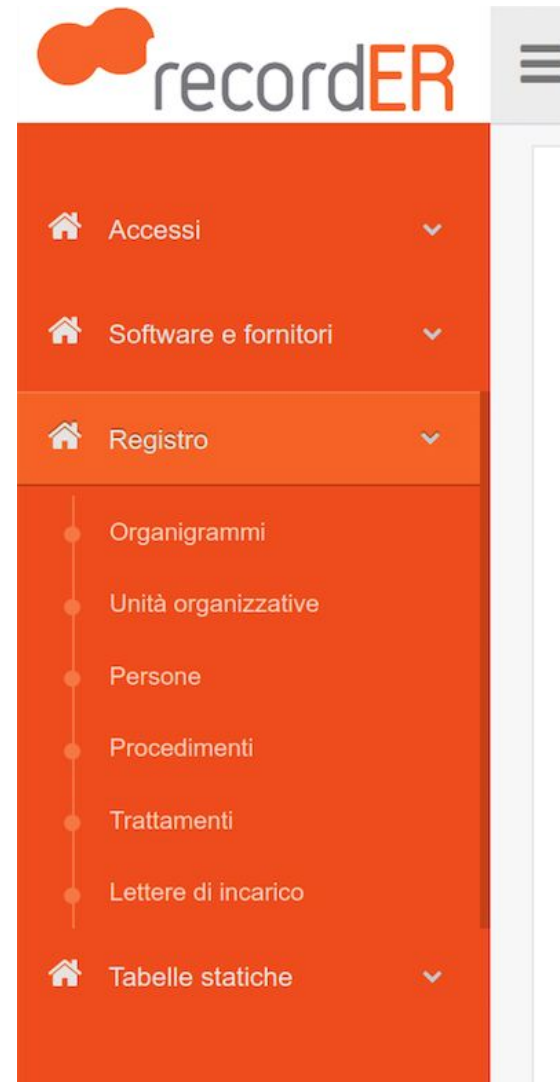 recordER
Accessi
Software e fornitori
Registro
Organigrammi
Unità organizzative
Persone
Procedimenti
Trattamenti
Lettere di incarico
Tabelle statiche